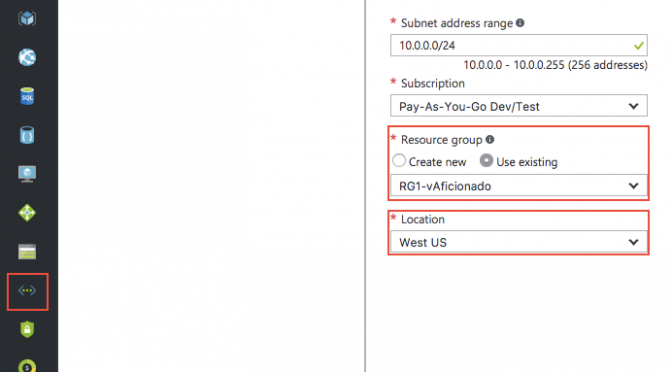 * Subnet address range
10.0.0.0/24
10.0.0.0 - 10.0.0.255 (256 addresses)
* Subscription
Pay-As-You-Go Dev/Test
* Resource group
Create new Use existing
RG1-vAficionado
* Location
West US
SQL